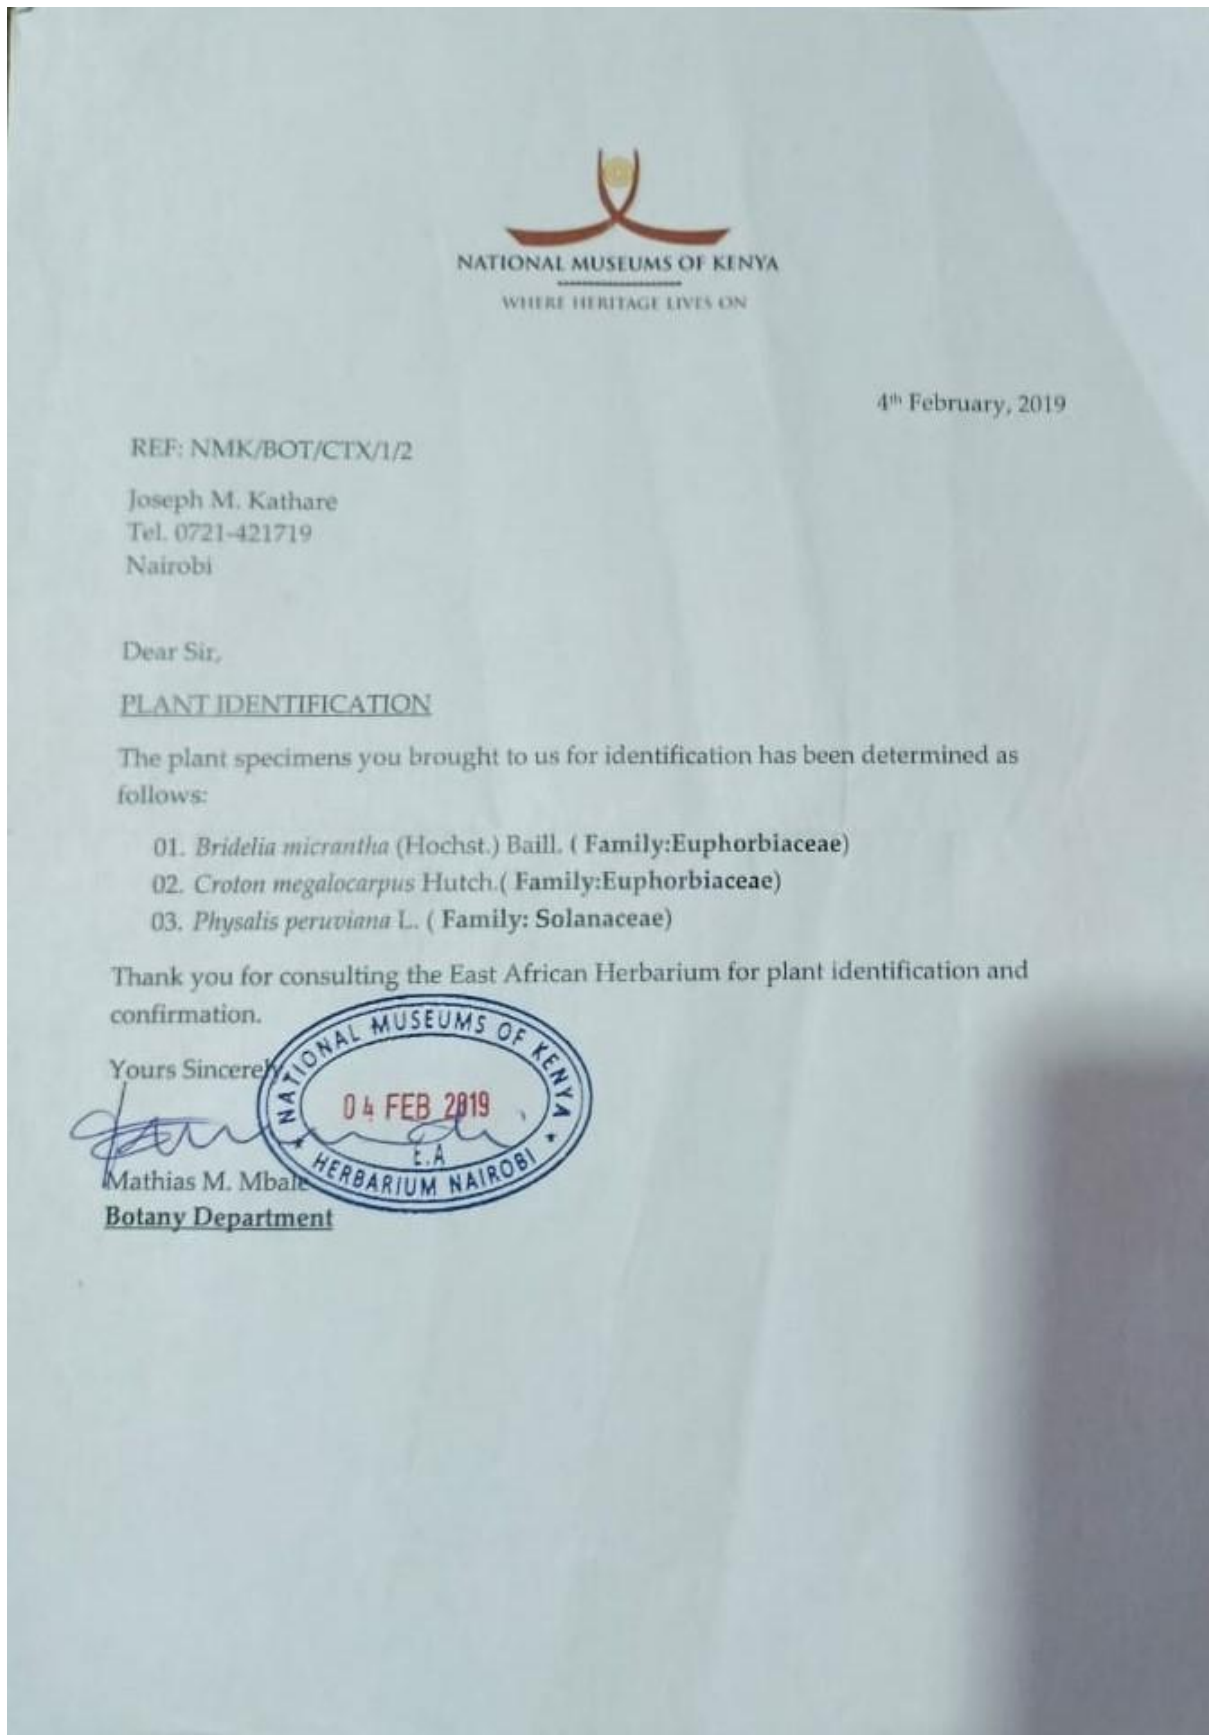 NATIONAL MUSEUMS OF KENYA
WHERE HERITAGE LIVES ON
4th February, 2019
REF: NMK/BOT/CTX/1/2
Joseph M. Kathare
Tel. 0721-421719
Nairobi
Dear Sir,
PLANT IDENTIFICATION
The plant specimens you brought to us for identification has been determined as
follows:
01. Bridelia micrantha (Hochst.) Baill. ( Family:Euphorbiaceae)
02. Croton megalocarpus Hutch.( Family:Euphorbiaceae)
03. Physalis peruviana L. ( Family: Solanaceae)
Thank you for consulting the East African Herbarium for plant identification and
confirmation.
Yours Sincerely
NATIONAL MUSEUMS OF KENYA
04 FEB 2019
E.A
HERBARIUM NAIROBI
Mathias M. Mbale
Botany Department